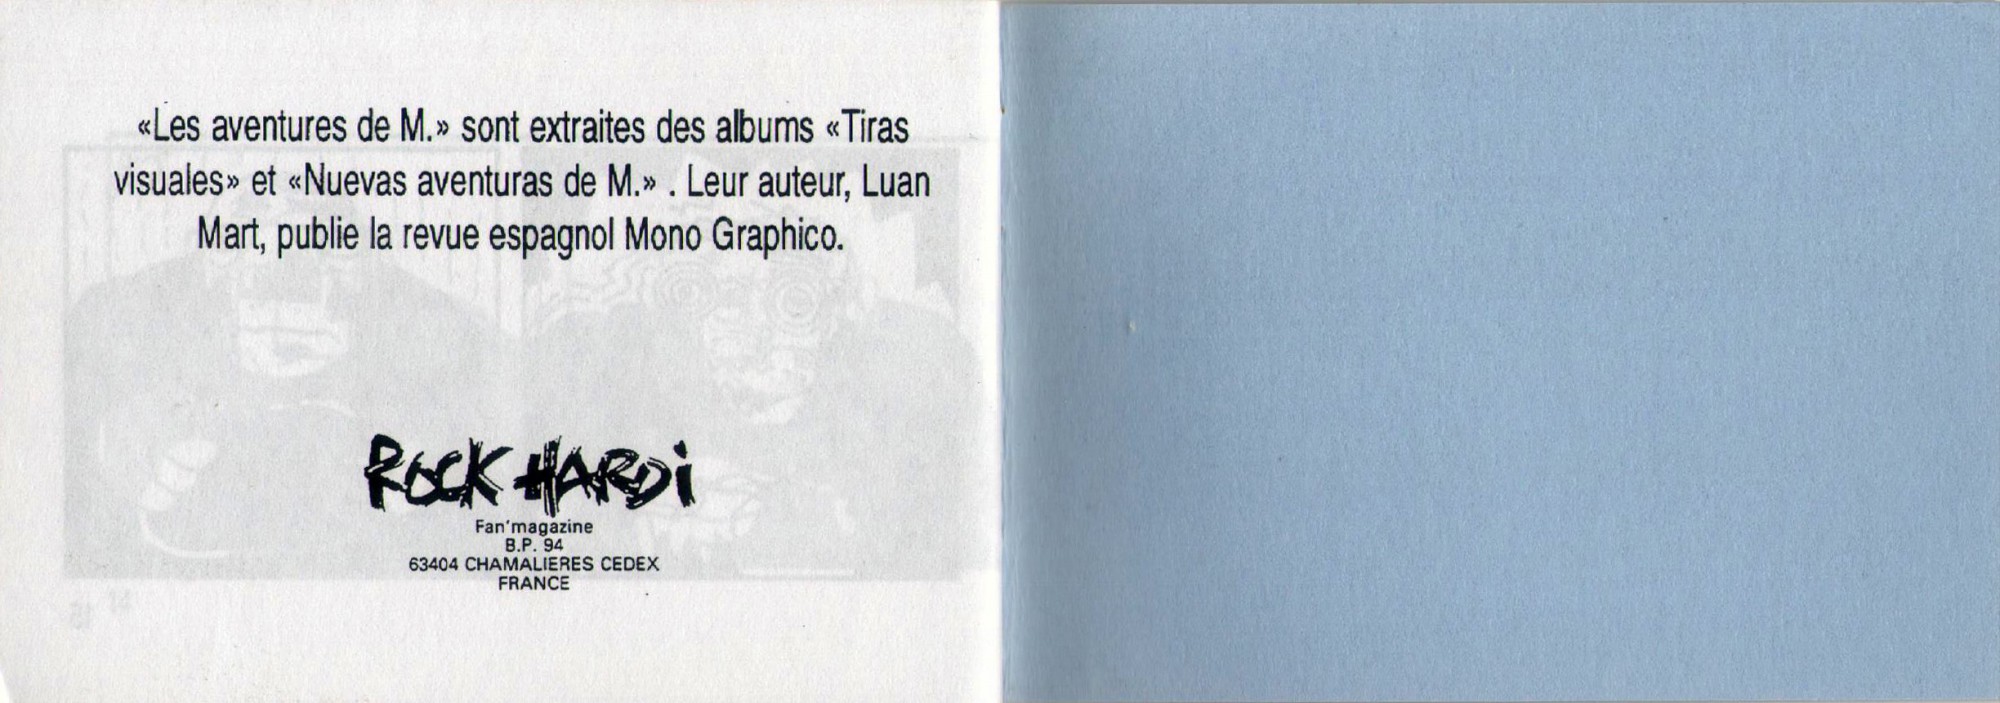 «Les aventures de M.» sont extraites des albums «Tiras
visuales» et «Nuevas aventuras de M.» . Leur auteur, Luan
Mart, publie la revue espagnol Mono Graphico.
ROCK HARDi
Fan'magazine
B.P. 94
63404 CHAMALIERES CEDEX
FRANCE